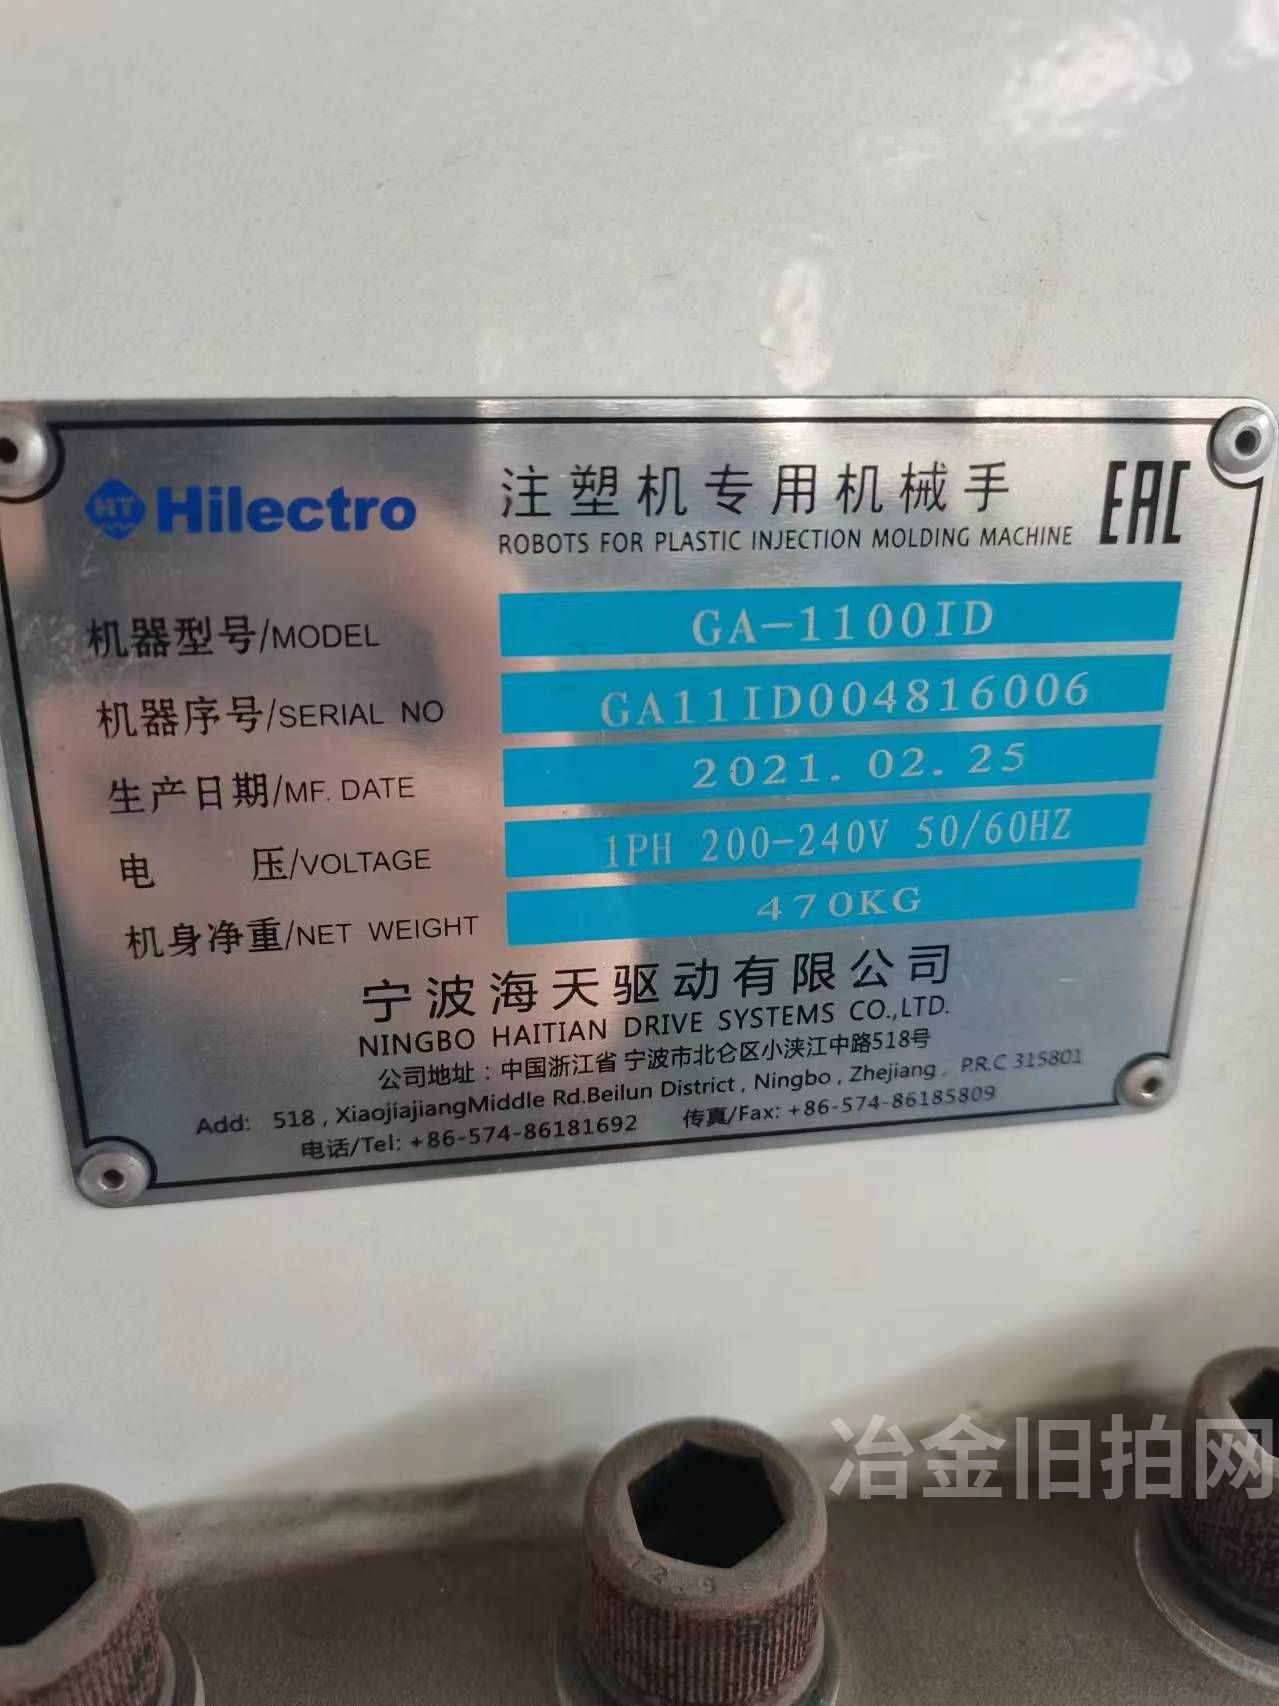 HT Hilectro
注塑机专用机械手
ROBOTS FOR PLASTIC INJECTION MOLDING MACHINE
EAC
机器型号/MODEL GA-1100ID
机器序号/SERIAL NO GA11ID004816006
生产日期/MF. DATE 2021.02.25
电 压/VOLTAGE 1PH 200-240V 50/60HZ
机身净重/NET WEIGHT 470KG
宁波海天驱动有限公司
NINGBO HAITIAN DRIVE SYSTEMS CO.,LTD.
公司地址：中国浙江省 宁波市北仑区小浃江中路518号
Add: 518 , XiaojiajiangMiddle Rd.Beilun District , Ningbo , Zhejiang , P.R.C 315801
电话/Tel: +86-574-86181692 传真/Fax: +86-574-86185809
冶金旧拍网